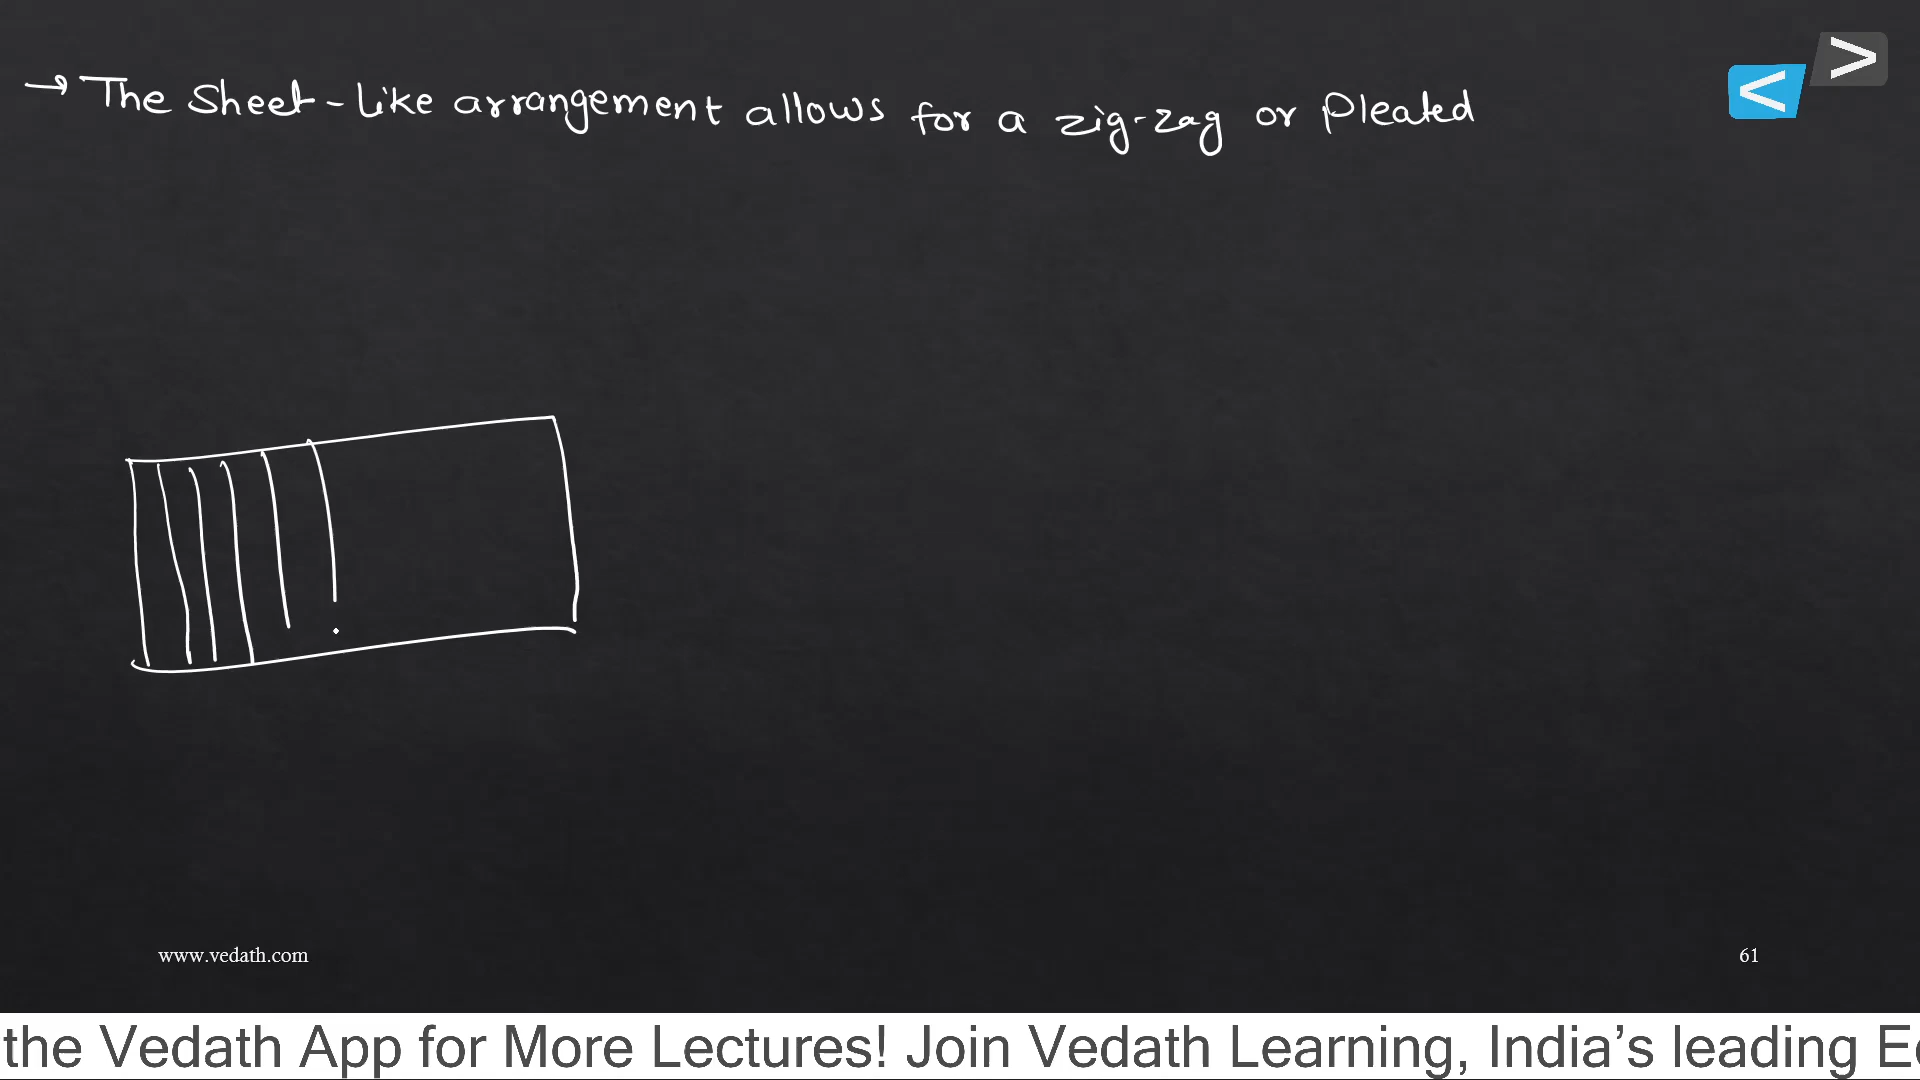 → The Sheet-like arrangement allows for a zig-zag or Pleated
www.vedath.com
61
the Vedath App for More Lectures! Join Vedath Learning, India’s leading